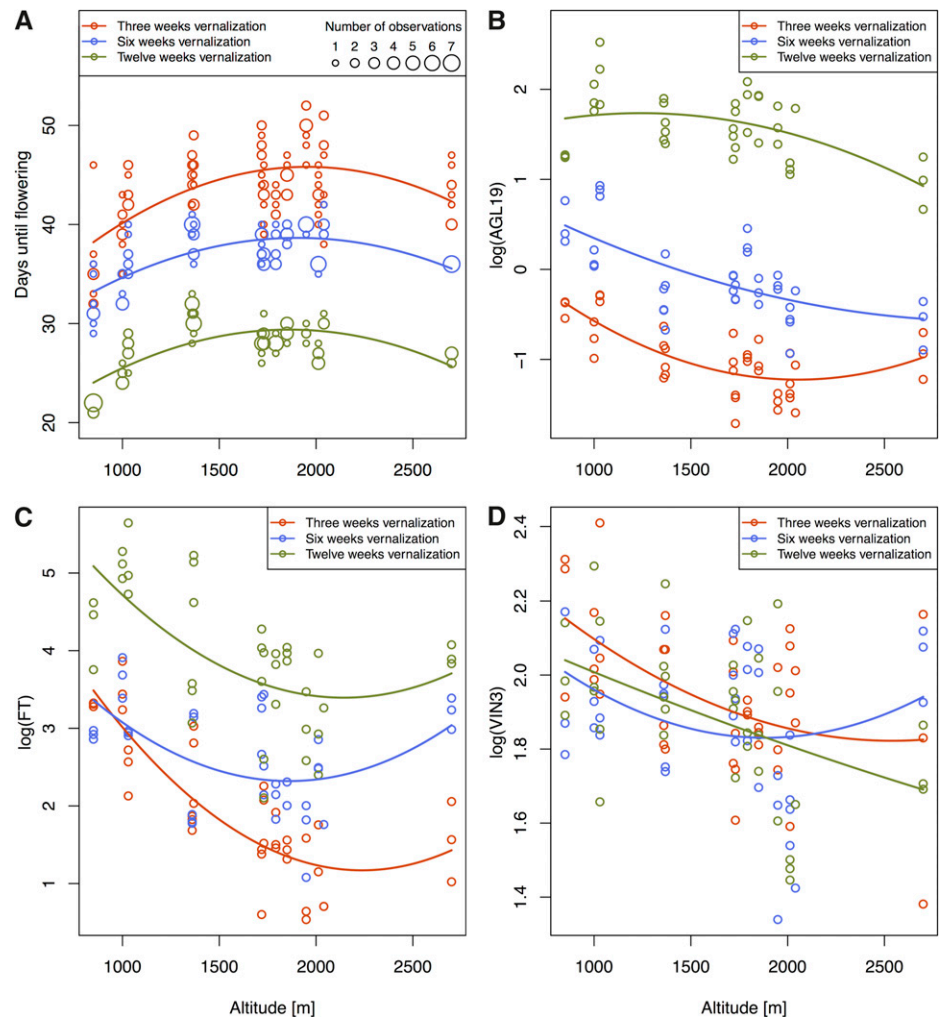 A
Three weeks vernalization
Six weeks vernalization
Twelve weeks vernalization
Number of observations
1 2 3 4 5 6 7
Days until flowering
50
40
30
20
1000 1500 2000 2500
B
Three weeks vernalization
Six weeks vernalization
Twelve weeks vernalization
log(AGL19)
2
1
0
−1
1000 1500 2000 2500
C
Three weeks vernalization
Six weeks vernalization
Twelve weeks vernalization
log(FT)
5
4
3
2
1
1000 1500 2000 2500
Altitude [m]
D
Three weeks vernalization
Six weeks vernalization
Twelve weeks vernalization
log(VIN3)
2.4
2.2
2.0
1.8
1.6
1.4
1000 1500 2000 2500
Altitude [m]